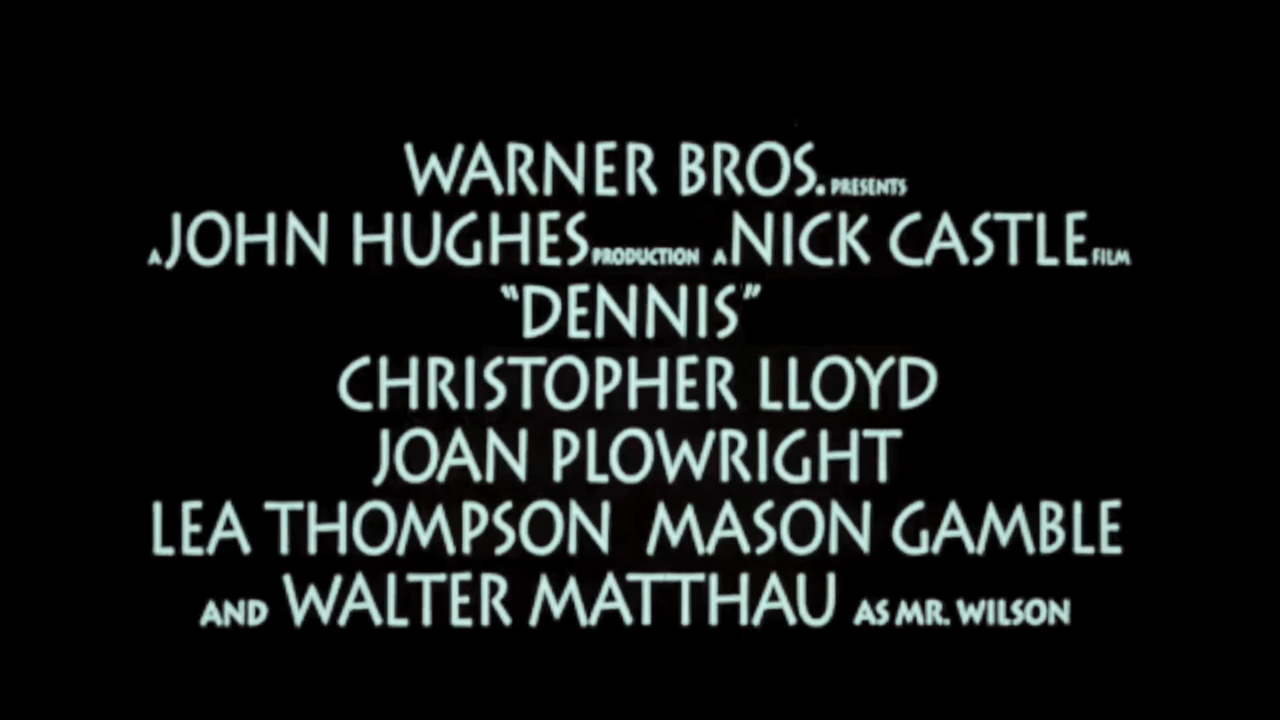 WARNER BROS. PRESENTS
A JOHN HUGHES PRODUCTION A NICK CASTLE FILM
"DENNIS"
CHRISTOPHER LLOYD
JOAN PLOWRIGHT
LEA THOMPSON MASON GAMBLE
AND WALTER MATTHAU AS MR. WILSON